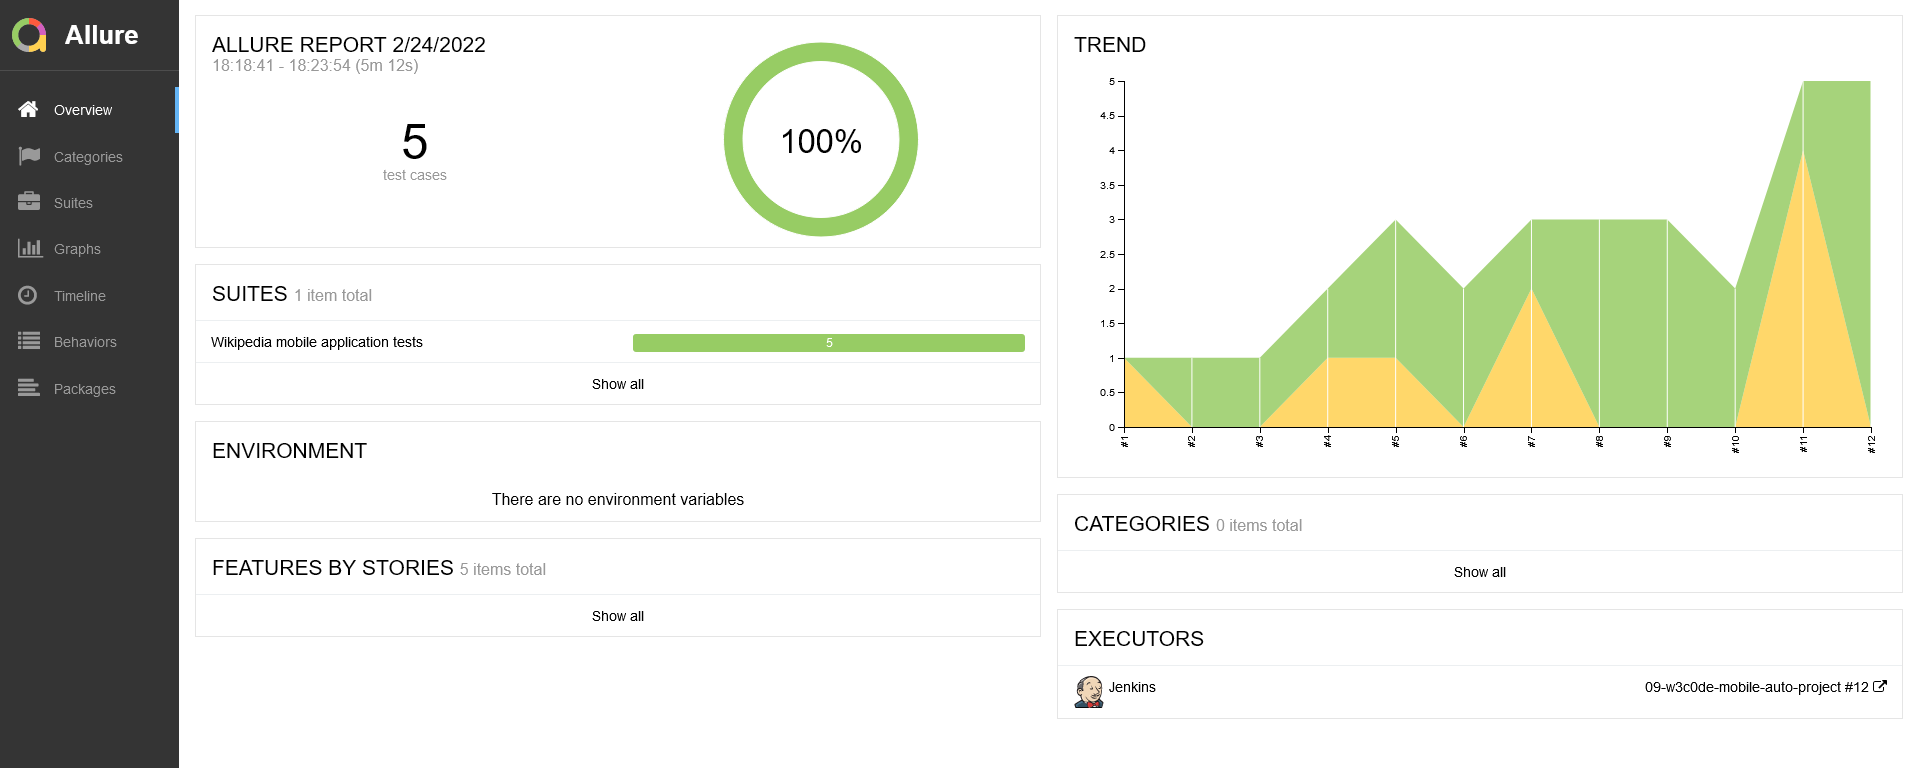 Allure
Overview
Categories
Suites
Graphs
Timeline
Behaviors
Packages
ALLURE REPORT 2/24/2022
18:18:41 - 18:23:54 (5m 12s)
5
test cases
100%
SUITES 1 item total
Wikipedia mobile application tests 5
Show all
ENVIRONMENT
There are no environment variables
FEATURES BY STORIES 5 items total
Show all
TREND
5
4.5
4
3.5
3
2.5
2
1.5
1
0.5
0
#1 #2 #3 #4 #5 #6 #7 #8 #9 #10 #11 #12
CATEGORIES 0 items total
Show all
EXECUTORS
Jenkins 09-w3c0de-mobile-auto-project #12